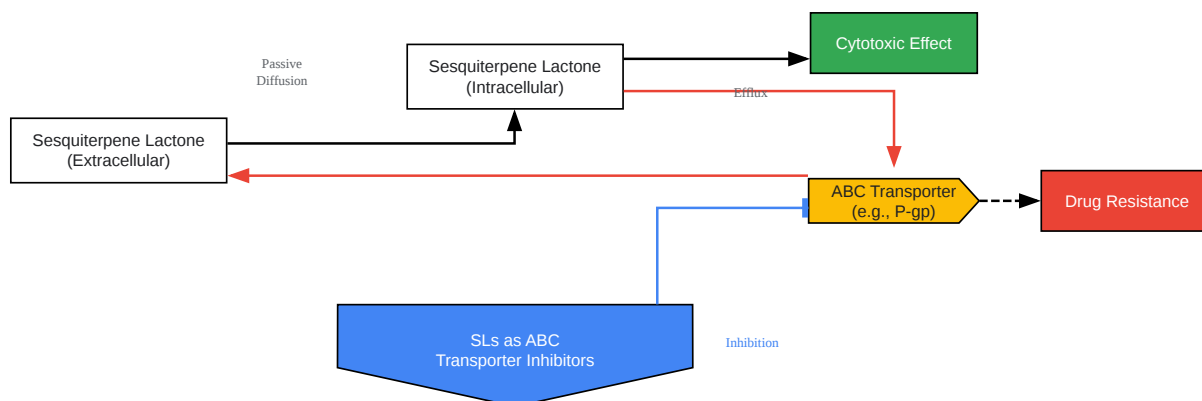 Passive
Diffusion
Sesquiterpene Lactone
(Intracellular)
Cytotoxic Effect
Efflux
Sesquiterpene Lactone
(Extracellular)
ABC Transporter
(e.g., P-gp)
Drug Resistance
SLs as ABC
Transporter Inhibitors
Inhibition